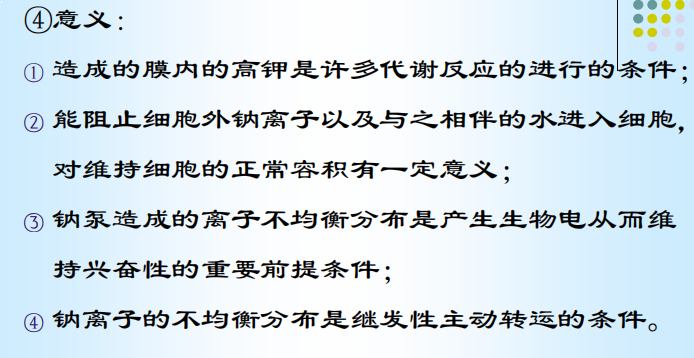 ④意义：
① 造成的膜内的高钾是许多代谢反应的进行的条件；
② 能阻止细胞外钠离子以及与之相伴的水进入细胞，
对维持细胞的正常容积有一定意义；
③ 钠泵造成的离子不均衡分布是产生生物电从而维
持兴奋性的重要前提条件；
④ 钠离子的不均衡分布是继发性主动转运的条件。